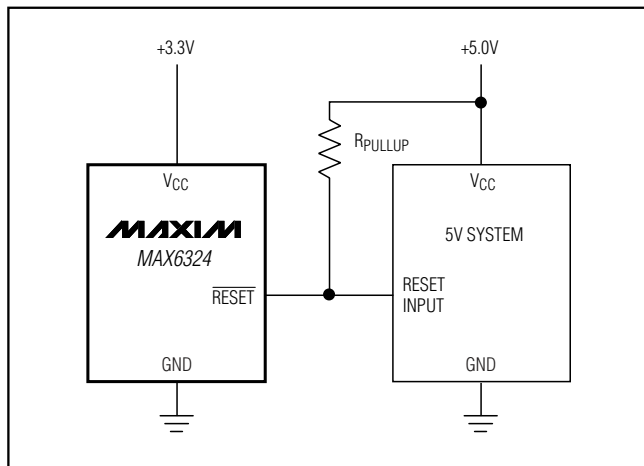 +3.3V
+5.0V
RPULLUP
VCC
VCC
MAXIM
MAX6324
5V SYSTEM
RESET
RESET
INPUT
GND
GND